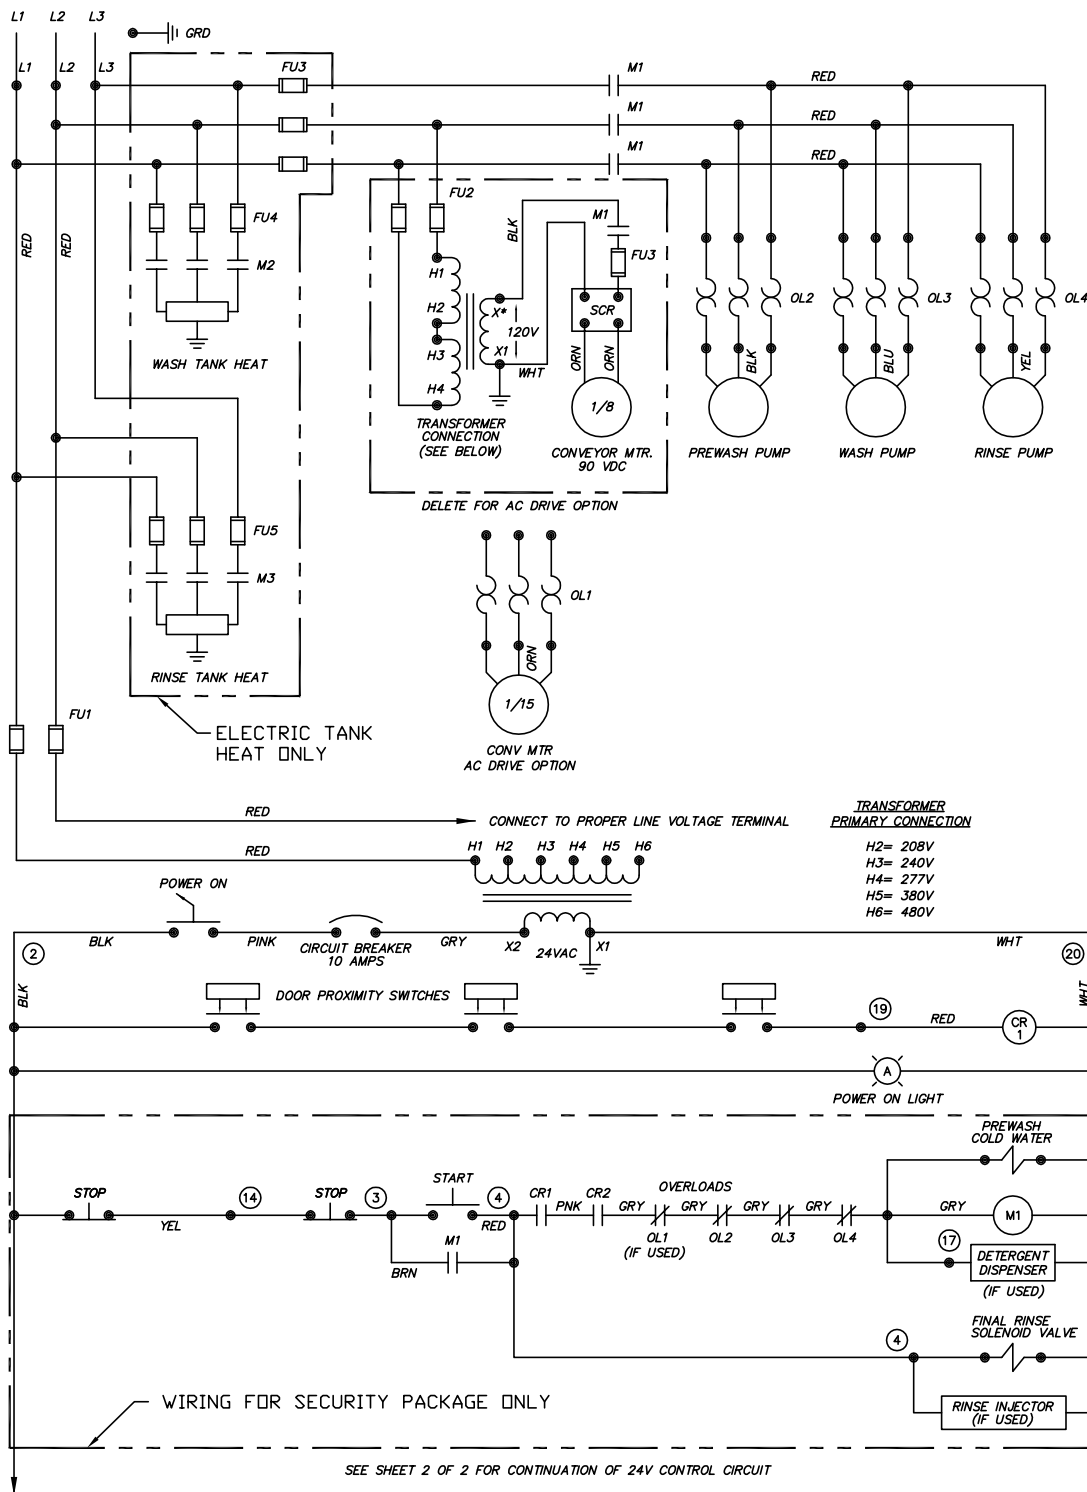 L1 L2 L3
GRD
L1 L2 L3
FU3
M1
RED
M1
RED
M1
RED
RED
RED
FU4
M2
WASH TANK HEAT
FU2
BLK
M1
FU3
H1
H2
X*
120V
SCR
H3
X1
H4
WHT
ORN
ORN
1/8
TRANSFORMER
CONNECTION
(SEE BELOW)
CONVEYOR MTR.
90 VDC
DELETE FOR AC DRIVE OPTION
OL2
OL3
OL4
BLK
BLU
YEL
PREWASH PUMP
WASH PUMP
RINSE PUMP
FU5
M3
RINSE TANK HEAT
OL1
ORN
1/15
CONV MTR
AC DRIVE OPTION
FU1
ELECTRIC TANK
HEAT ONLY
RED
CONNECT TO PROPER LINE VOLTAGE TERMINAL
RED
H1 H2 H3 H4 H5 H6
TRANSFORMER
PRIMARY CONNECTION
H2= 208V
H3= 240V
H4= 277V
H5= 380V
H6= 480V
POWER ON
2
BLK
PINK
CIRCUIT BREAKER
10 AMPS
GRY
X2
24VAC
X1
WHT
20
BLK
WHT
DOOR PROXIMITY SWITCHES
19
RED
CR
1
A
POWER ON LIGHT
PREWASH
COLD WATER
STOP
YEL
14
STOP
3
START
4
RED
M1
BRN
CR1
PNK
CR2
OVERLOADS
GRY
OL1
(IF USED)
GRY
OL2
GRY
OL3
GRY
OL4
GRY
M1
17
DETERGENT
DISPENSER
(IF USED)
FINAL RINSE
SOLENOID VALVE
4
RINSE INJECTOR
(IF USED)
WIRING FOR SECURITY PACKAGE ONLY
SEE SHEET 2 OF 2 FOR CONTINUATION OF 24V CONTROL CIRCUIT